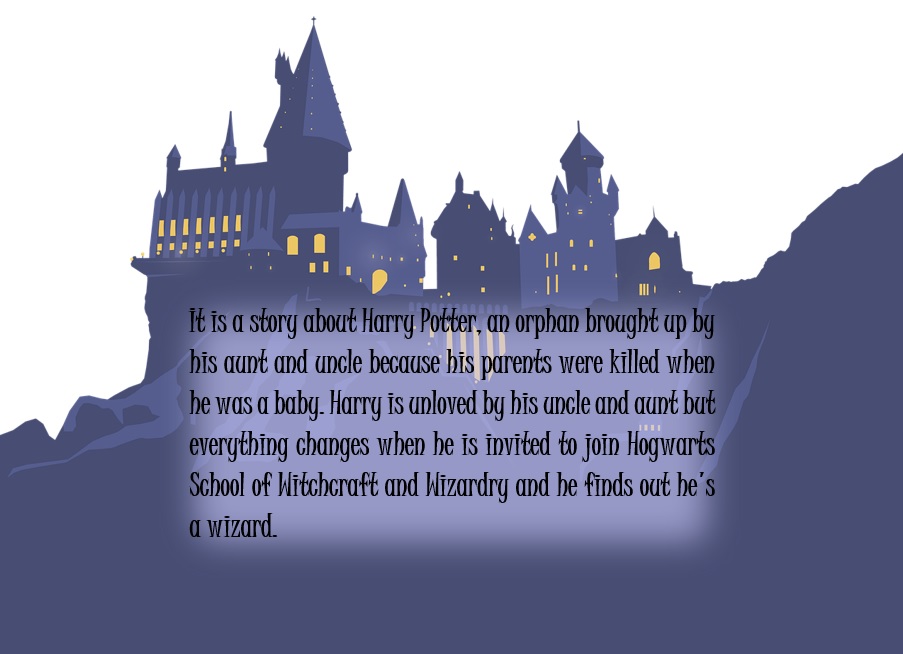 It is a story about Harry Potter, an orphan brought up by
his aunt and uncle because his parents were killed when
he was a baby. Harry is unloved by his uncle and aunt but
everything changes when he is invited to join Hogwarts
School of Witchcraft and Wizardry and he finds out he's
a wizard.